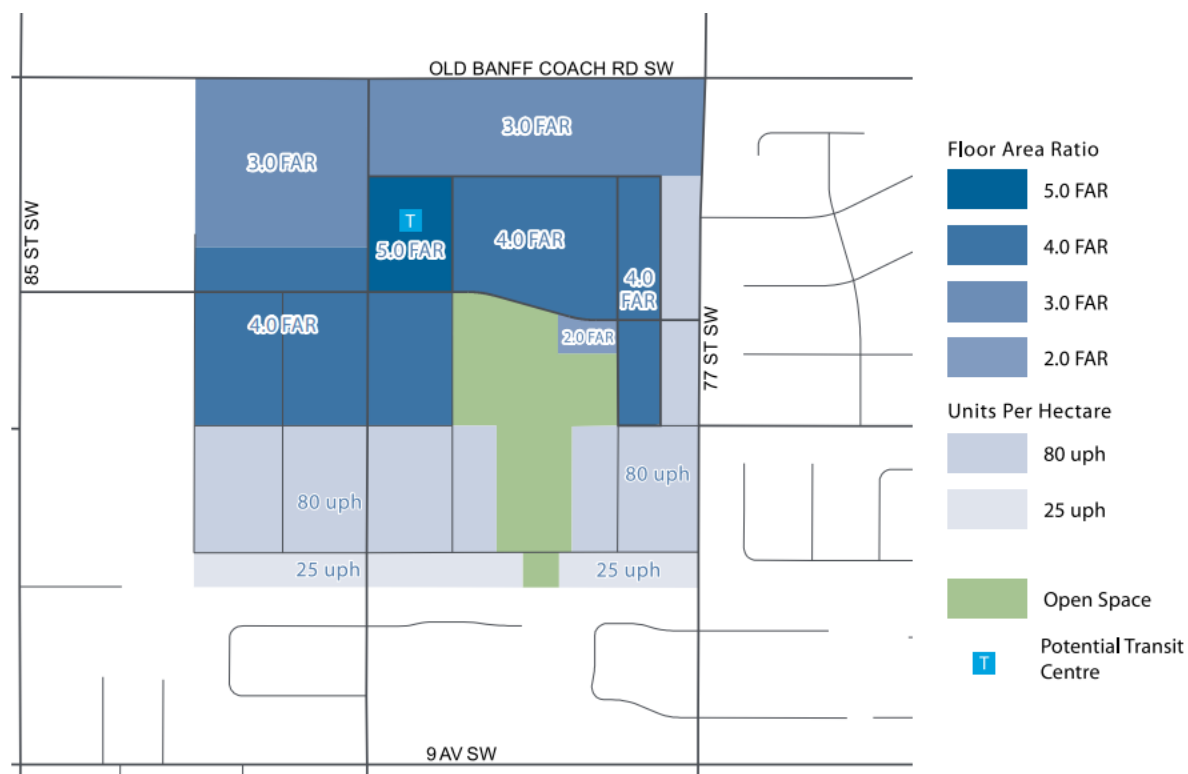 OLD BANFF COACH RD SW
3.0 FAR
3.0 FAR
85 ST SW
T
5.0 FAR
4.0 FAR
4.0
FAR
4.0 FAR
2.0 FAR
77 ST SW
80 uph
80 uph
25 uph
25 uph
9 AV SW
Floor Area Ratio
5.0 FAR
4.0 FAR
3.0 FAR
2.0 FAR
Units Per Hectare
80 uph
25 uph
Open Space
T
Potential Transit
Centre